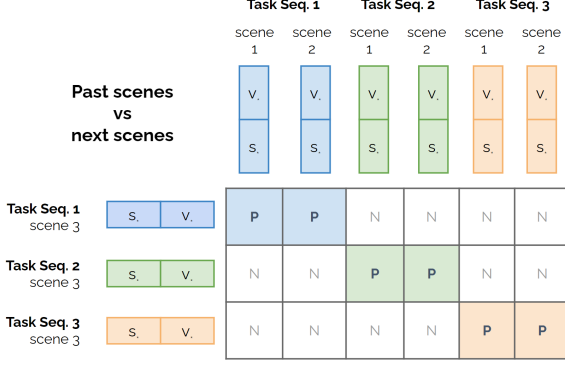 Task Seq. 1 Task Seq. 2 Task Seq. 3
scene scene scene scene scene scene
1 2 1 2 1 2
V. V. V. V. V. V.
S. S. S. S. S. S.
Past scenes
vs
next scenes
Task Seq. 1
scene 3
S. V.
P P N N N N
Task Seq. 2
scene 3
S. V.
N N P P N N
Task Seq. 3
scene 3
S. V.
N N N N P P